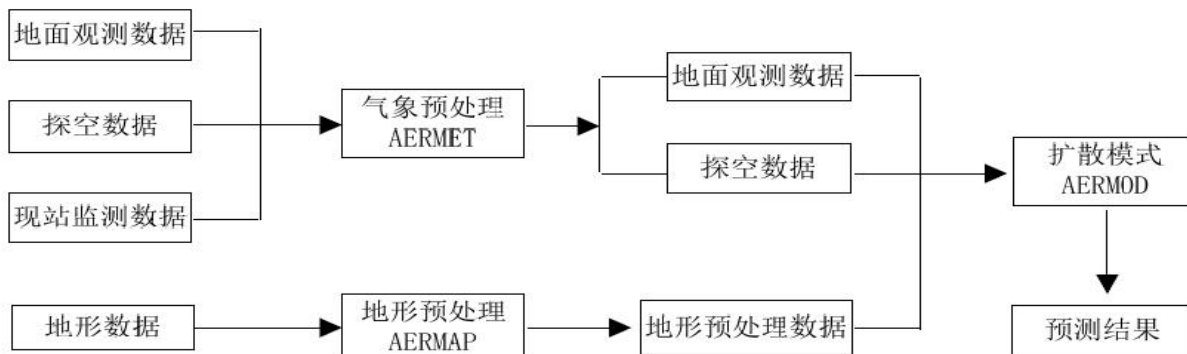 地面观测数据
探空数据
现站监测数据
地形数据
气象预处理
AERMET
地形预处理
AERMAP
地面观测数据
探空数据
地形预处理数据
扩散模式
AERMOD
预测结果